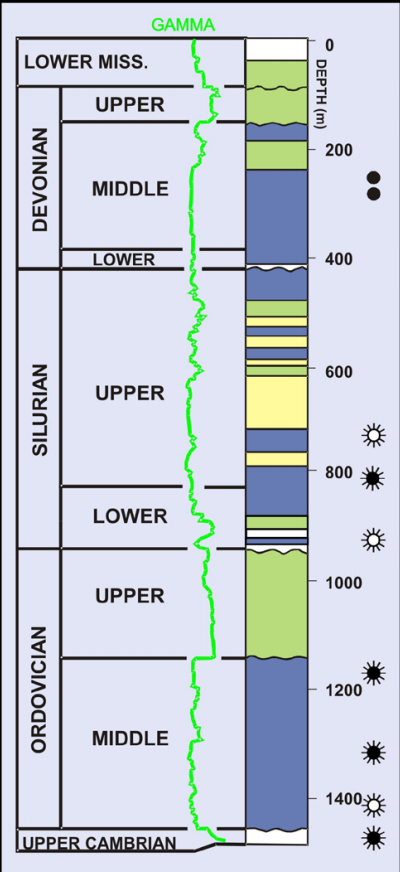 GAMMA
LOWER MISS.
DEVONIAN
UPPER
MIDDLE
LOWER
SILURIAN
UPPER
LOWER
ORDOVICIAN
UPPER
MIDDLE
UPPER CAMBRIAN
DEPTH (m)
0
200
400
600
800
1000
1200
1400